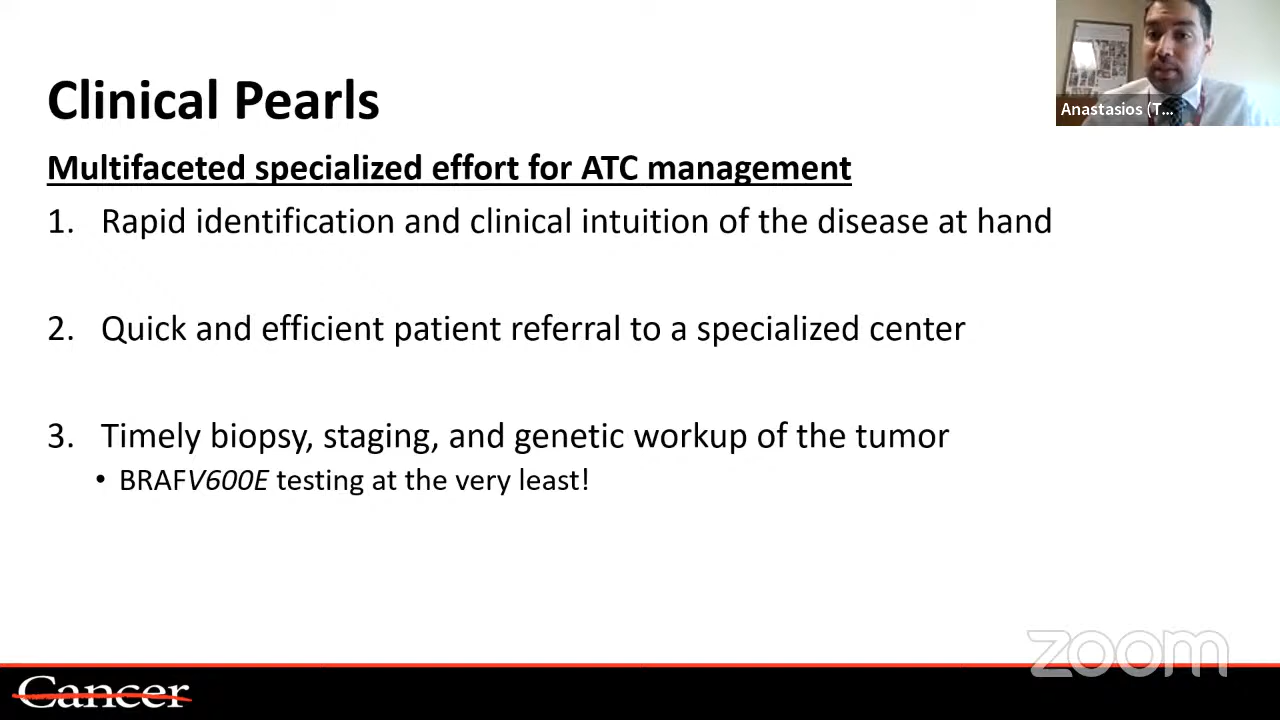 Clinical Pearls
Anastasios (T...
Multifaceted specialized effort for ATC management
1. Rapid identification and clinical intuition of the disease at hand
2. Quick and efficient patient referral to a specialized center
3. Timely biopsy, staging, and genetic workup of the tumor
• BRAFV600E testing at the very least!
zoom
Cancer